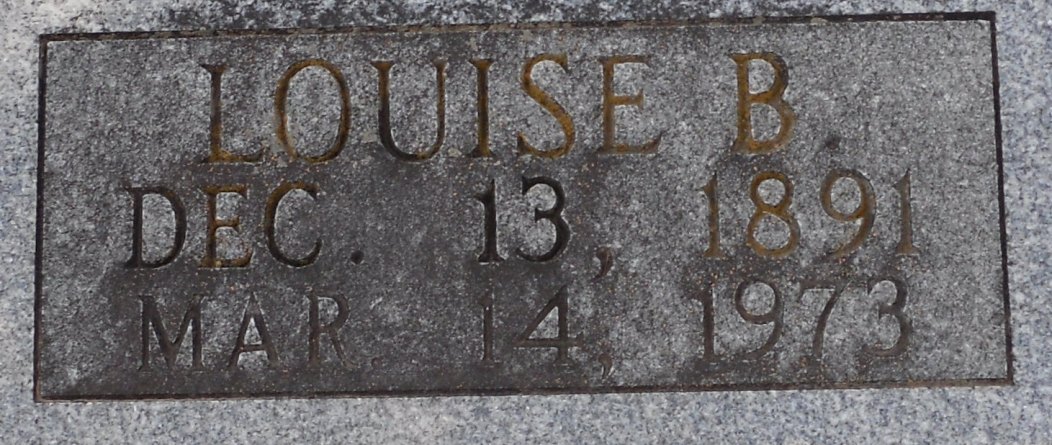 LOUISE B.
DEC. 13, 1891
MAR. 14, 1973